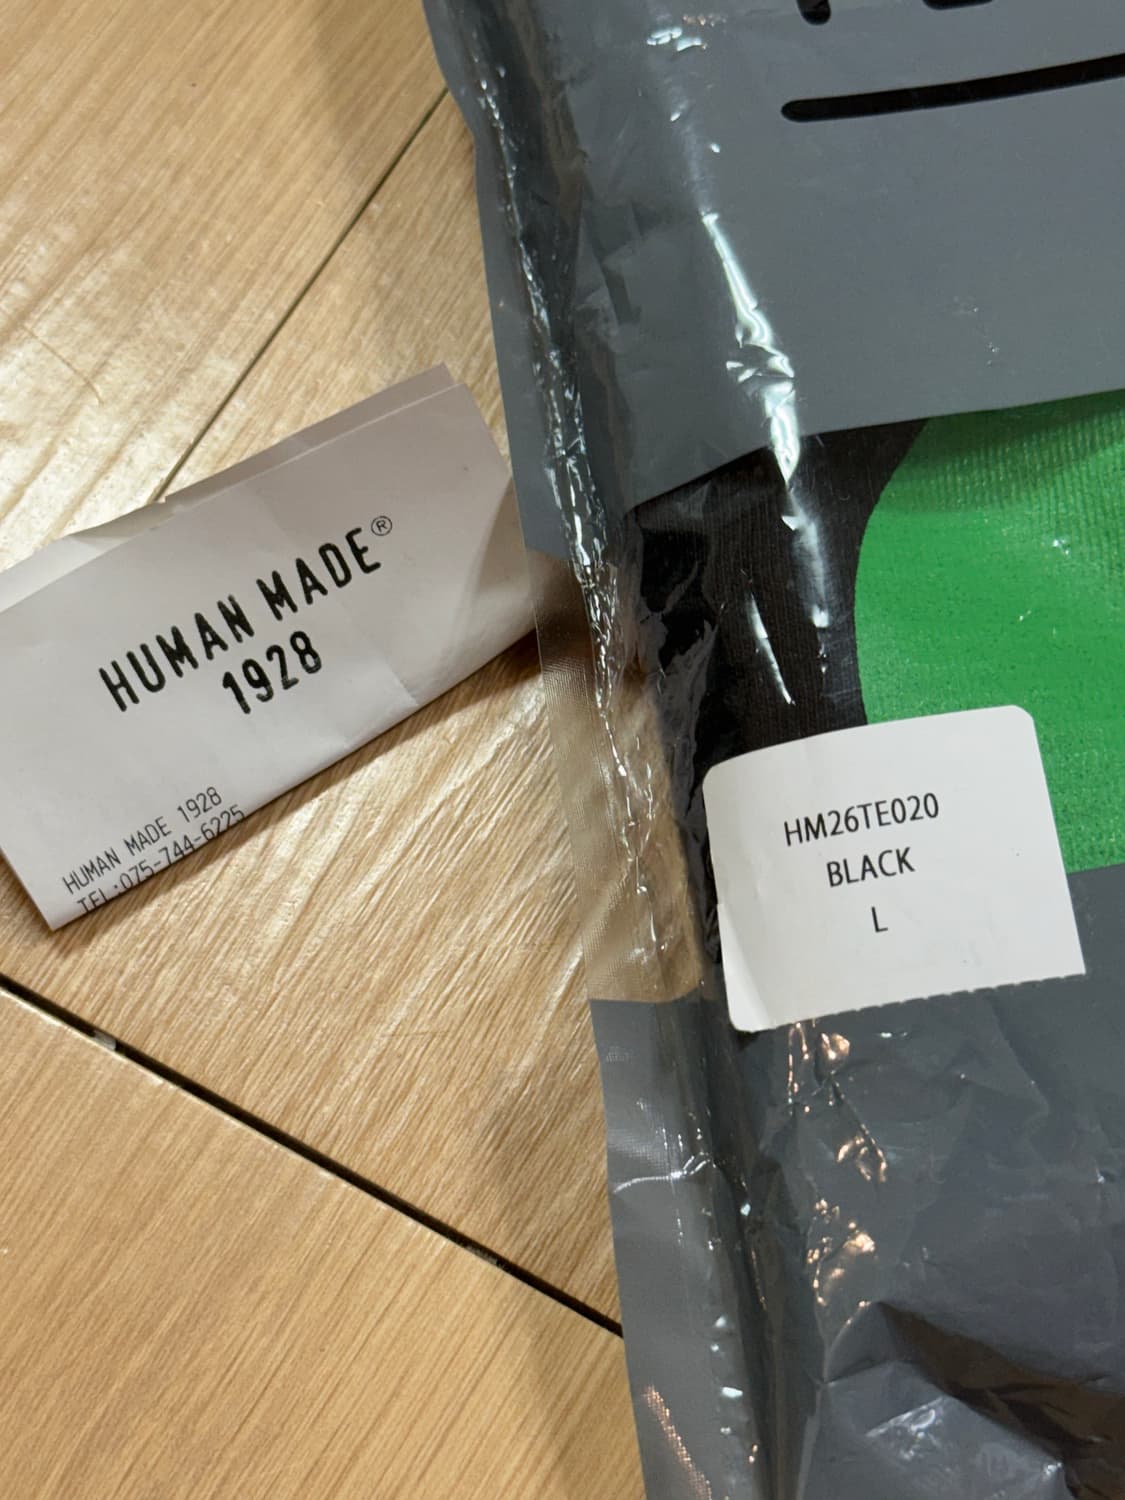 HUMAN MADE®
1928
HUMAN MADE 1928
TEL:075-744-6225
HM26TE020
BLACK
L